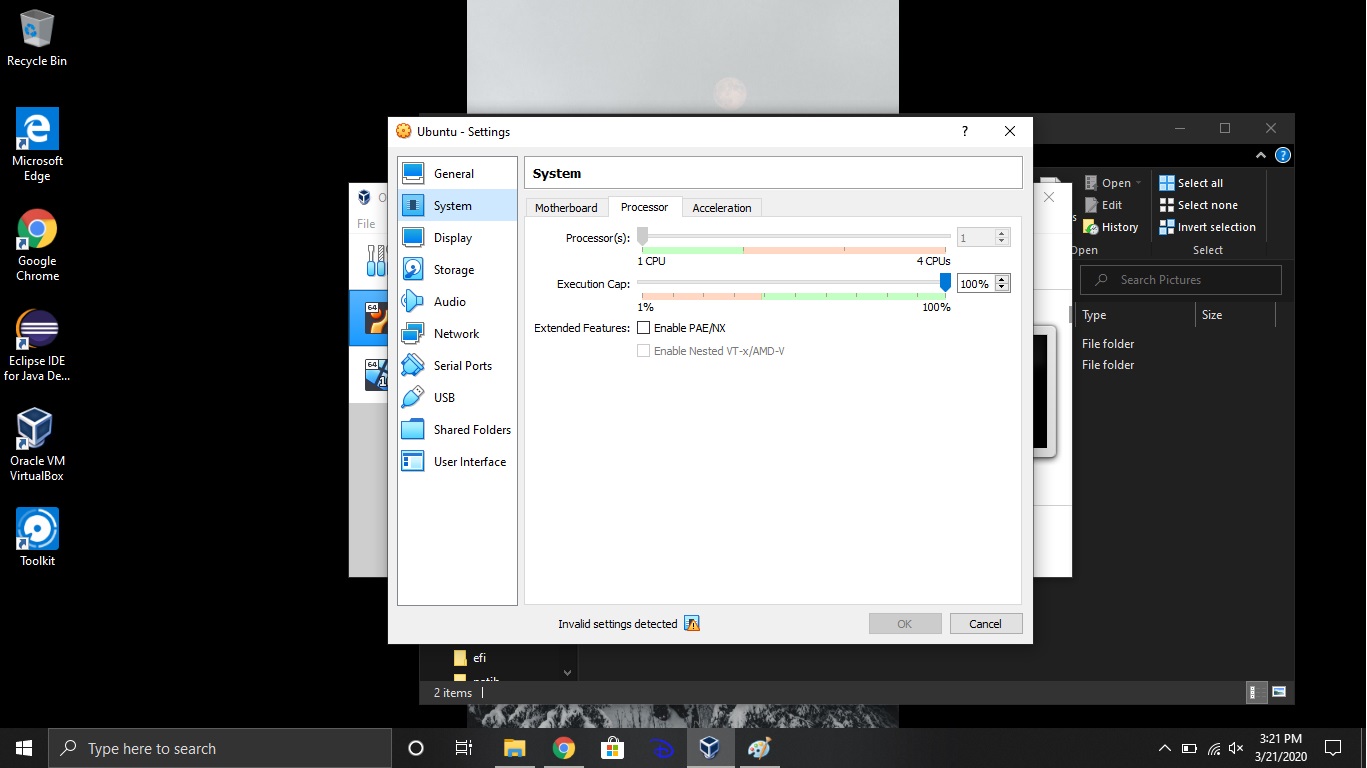 Recycle Bin
Microsoft
Edge
Google
Chrome
Eclipse IDE
for Java De...
Oracle VM
VirtualBox
Toolkit
File
64
64
Ubuntu - Settings
?
General
System
Display
Storage
Audio
Network
Serial Ports
USB
Shared Folders
User Interface
System
Motherboard
Processor
Acceleration
Processor(s):
1
1 CPU
4 CPUs
Execution Cap:
100%
1%
100%
Extended Features:
Enable PAE/NX
Enable Nested VT-x/AMD-V
Invalid settings detected
OK
Cancel
Open
Edit
History
Open
Select all
Select none
Invert selection
Select
Search Pictures
Type
Size
File folder
File folder
efi
2 items
Type here to search
3:21 PM
3/21/2020